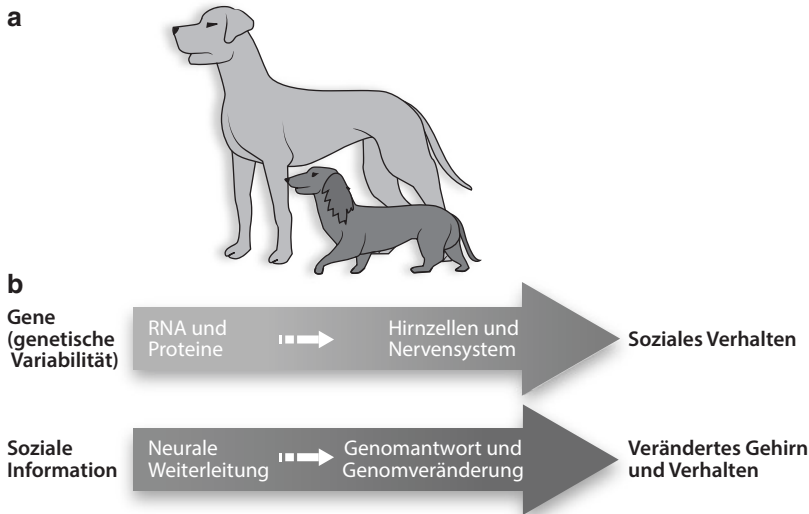 a
b
Gene
(genetische
Variabilität)
RNA und
Proteine
Hirnzellen und
Nervensystem
Soziales Verhalten
Soziale
Information
Neurale
Weiterleitung
Genomantwort und
Genomveränderung
Verändertes Gehirn
und Verhalten